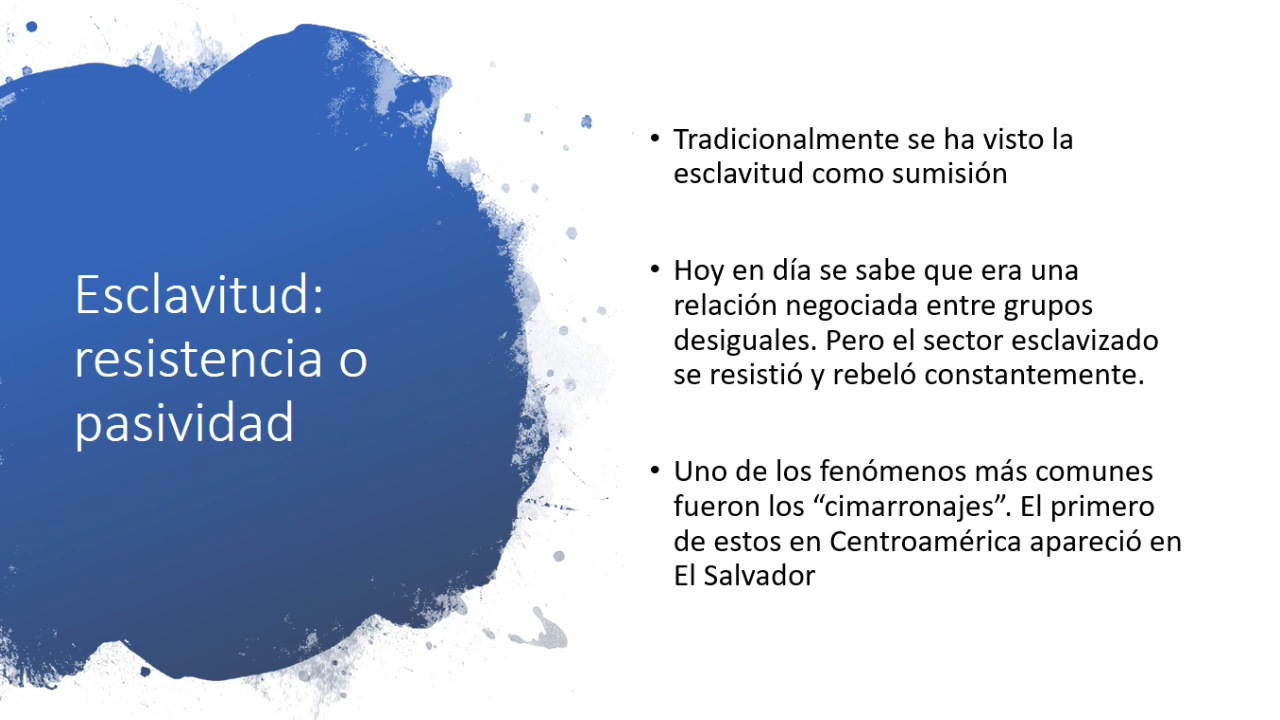 Esclavitud:
resistencia o
pasividad
• Tradicionalmente se ha visto la
esclavitud como sumisión
• Hoy en día se sabe que era una
relación negociada entre grupos
desiguales. Pero el sector esclavizado
se resistió y rebeló constantemente.
• Uno de los fenómenos más comunes
fueron los “cimarronajes”. El primero
de estos en Centroamérica apareció en
El Salvador